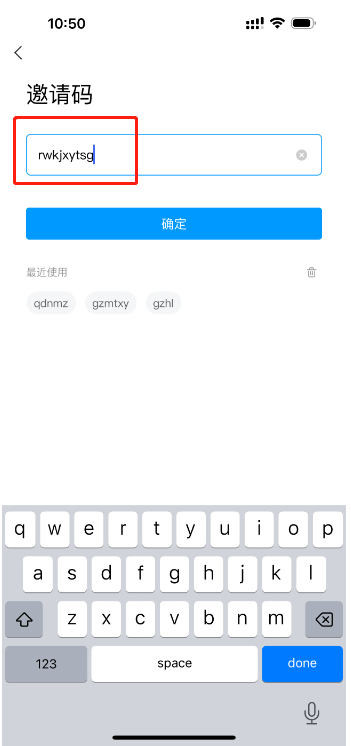 10:50
邀请码
rwkjxytsg
确定
最近使用
qdnmz gzmtxy gzhl
q w e r t y u i o p
a s d f g h j k l
z x c v b n m
123 space done